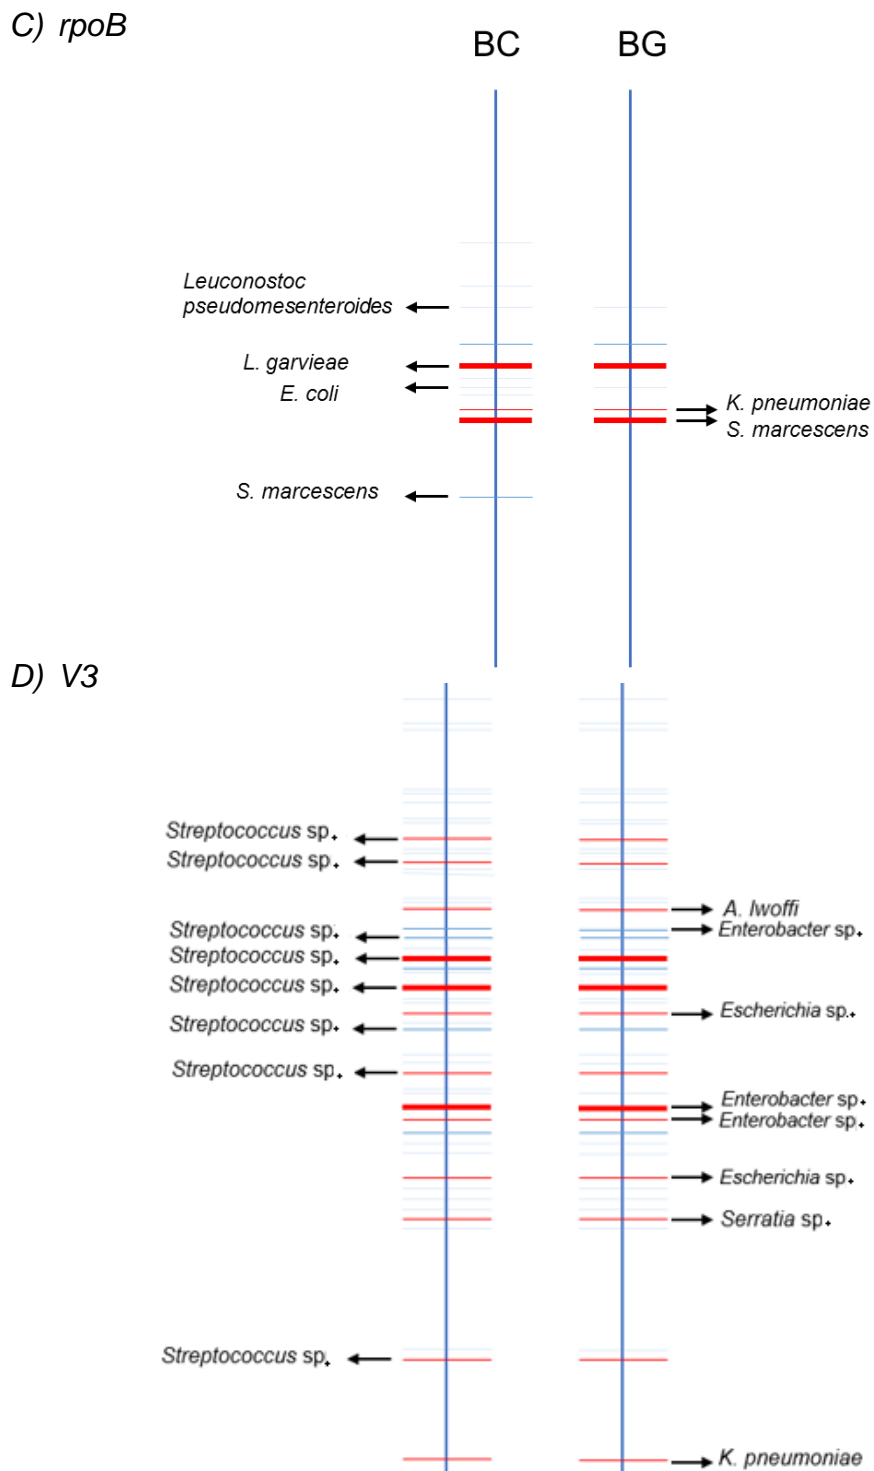 C) rpoB
BC BG
Leuconostoc
pseudomesenteroides
L. garvieae
E. coli
K. pneumoniae
S. marcescens
S. marcescens
D) V3
Streptococcus sp.
Streptococcus sp.
A. lwoffi
Streptococcus sp.
Enterobacter sp.
Streptococcus sp.
Streptococcus sp.
Escherichia sp.
Streptococcus sp.
Streptococcus sp.
Enterobacter sp.
Enterobacter sp.
Escherichia sp.
Serratia sp.
Streptococcus sp.
K. pneumoniae